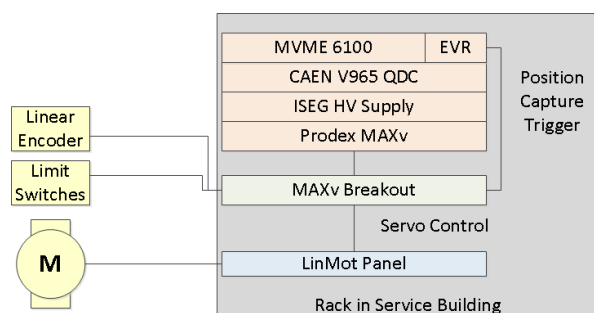 MVME 6100
EVR
CAEN V965 QDC
ISEG HV Supply
Prodex MAXv
Position
Capture
Trigger
Linear
Encoder
Limit
Switches
MAXv Breakout
Servo Control
M
LinMot Panel
Rack in Service Building